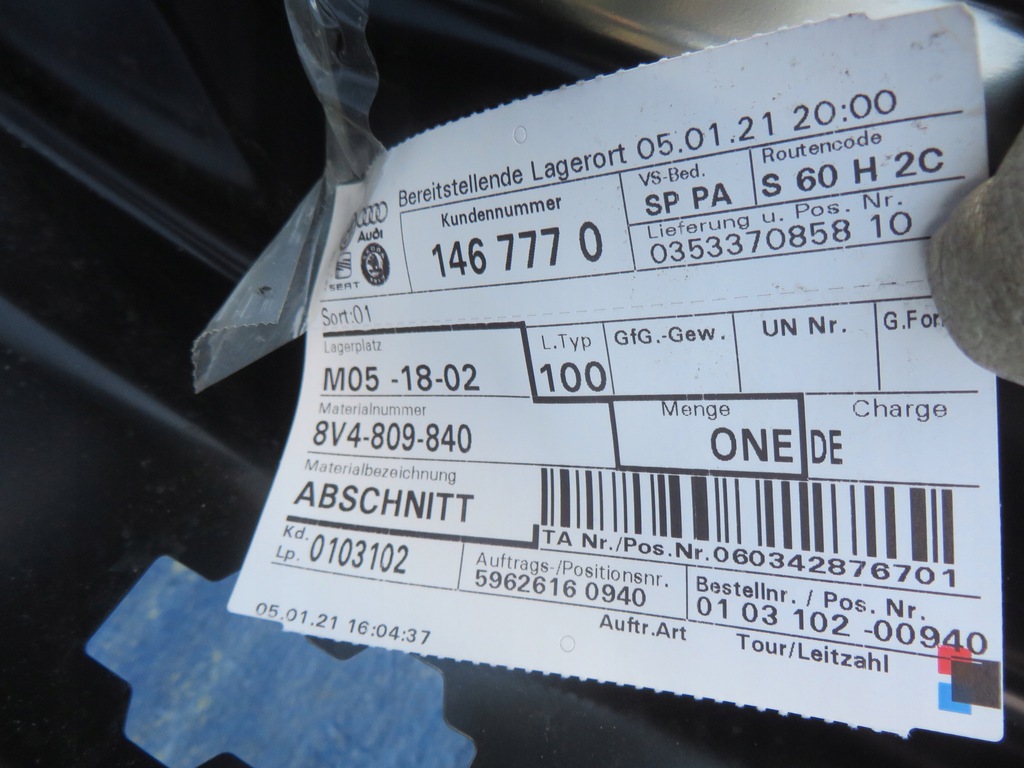 Bereitstellende Lagerort 05.01.21 20:00
Audi
SEAT
Kundennummer
146 777 0
VS-Bed.
SP PA
Routencode
S 60 H 2C
Lieferung u. Pos. Nr.
0353370858 10
Sort:01
Lagerplatz
M05 -18-02
L.Typ
100
GfG.-Gew.
UN Nr.
G.For
Materialnummer
8V4-809-840
Menge
ONE
Charge
DE
Materialbezeichnung
ABSCHNITT
TA Nr./Pos.Nr.060342876701
Kd.
Lp. 0103102
Auftrags-/Positionsnr.
59626160940
Bestellnr. / Pos. Nr.
01 03 102 -00940
05.01.21 16:04:37
Auftr.Art
Tour/Leitzahl